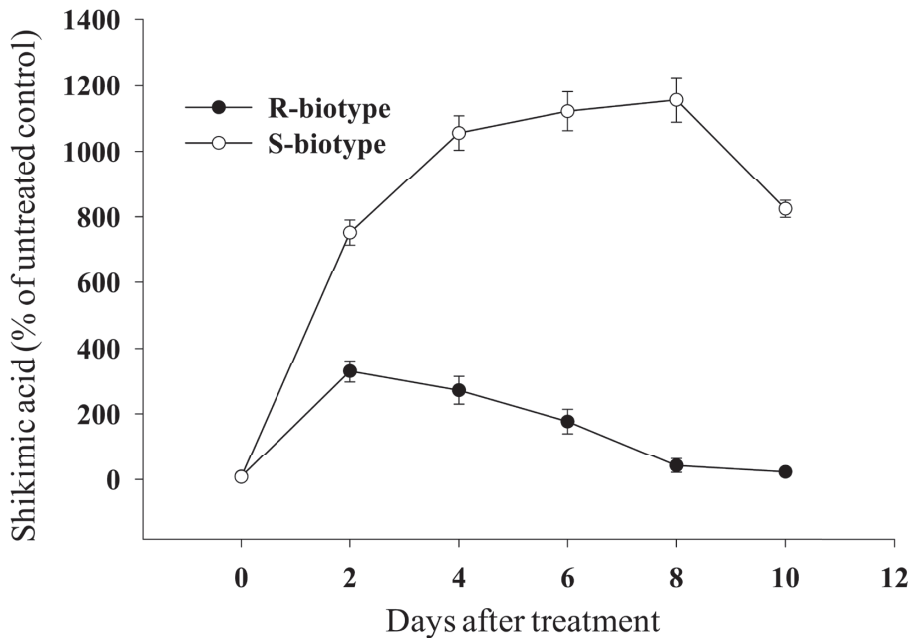 1400
1200
1000
800
600
400
200
0
Shikimic acid (% of untreated control)
R-biotype
S-biotype
0 2 4 6 8 10 12
Days after treatment